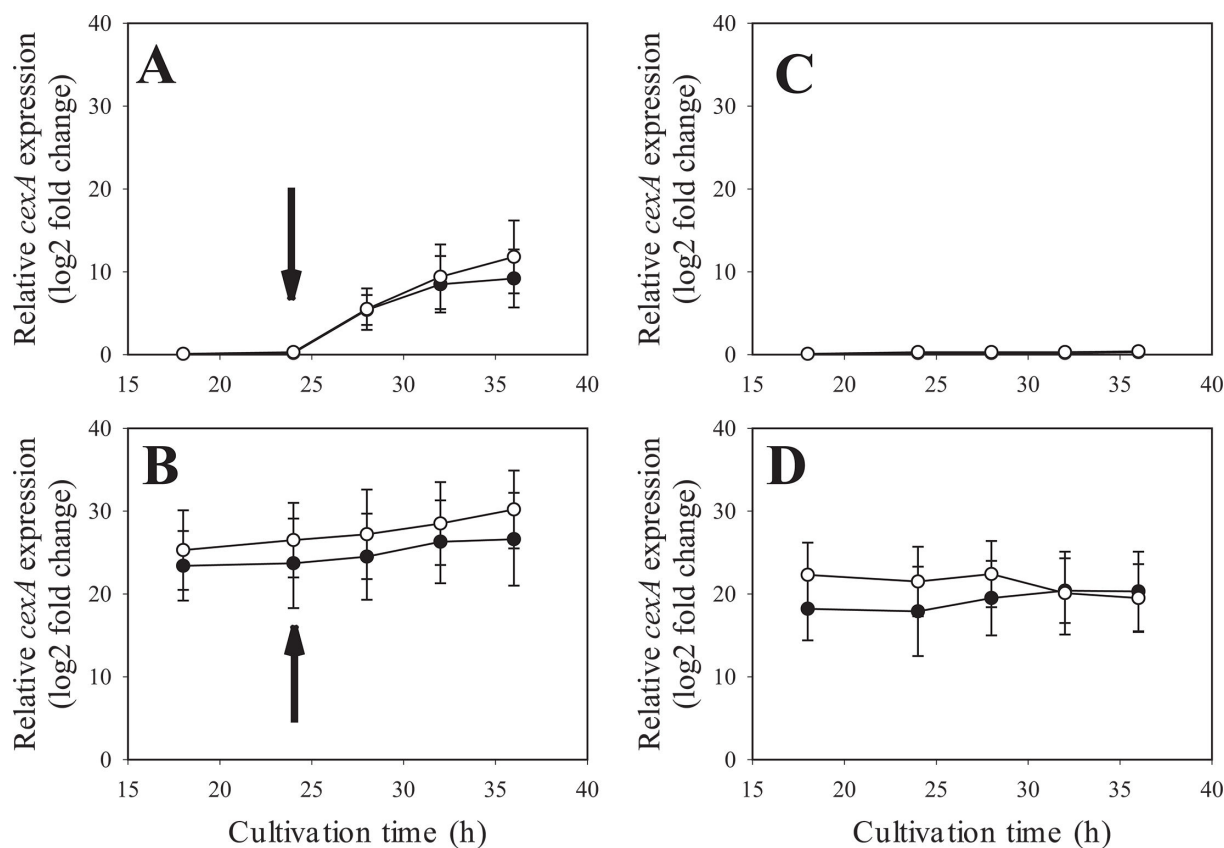 A
Relative cexA expression
(log2 fold change)
40
30
20
10
0
15 20 25 30 35 40
C
Relative cexA expression
(log2 fold change)
40
30
20
10
0
15 20 25 30 35 40
B
Relative cexA expression
(log2 fold change)
40
30
20
10
0
15 20 25 30 35 40
Cultivation time (h)
D
Relative cexA expression
(log2 fold change)
40
30
20
10
0
15 20 25 30 35 40
Cultivation time (h)